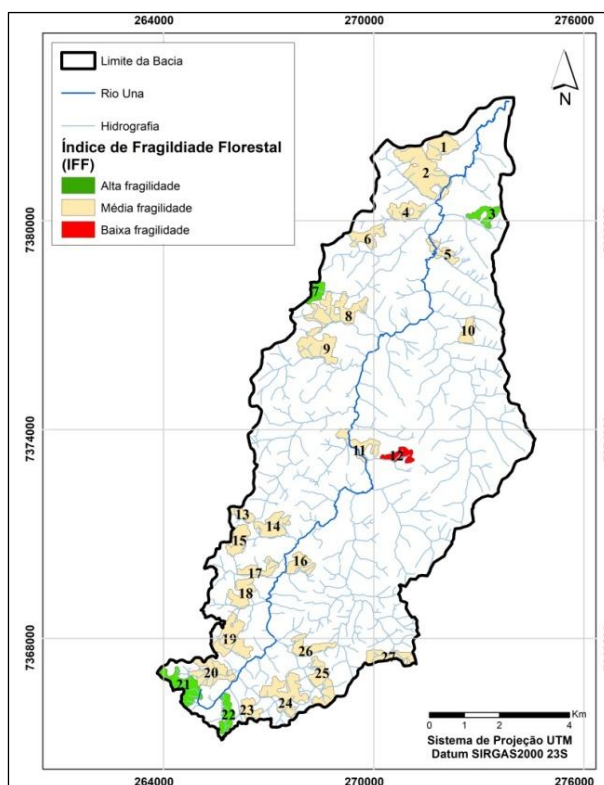 264000 270000 276000
Limite da Bacia
Rio Una
Hidrografia
Índice de Fragildiade Florestal
(IFF)
Alta fragilidade
Média fragilidade
Baixa fragilidade
N
1
2
3
4
5
6
7
8
9
10
11
12
13
14
15
16
17
18
19
20
21
22
23
24
25
26
27
7380000
7374000
7368000
Km
0 0.5 1 2 3 4
Sistema de Projeção UTM
Datum SIRGAS2000 23S
264000 270000 276000